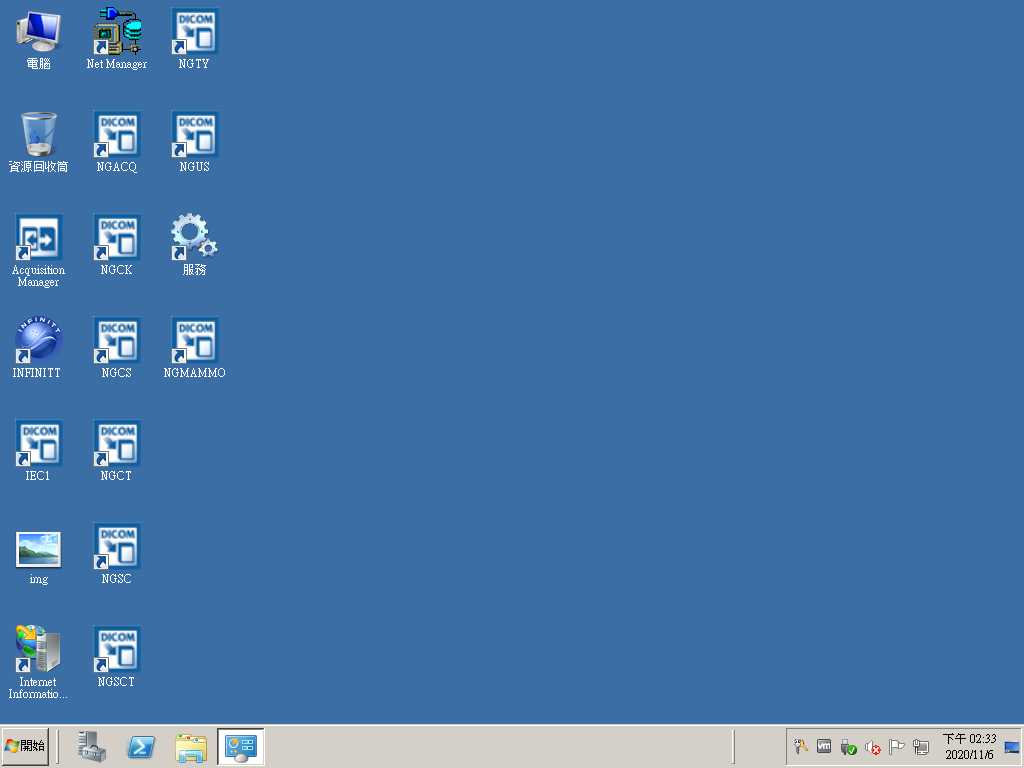 電腦
資源回收筒
Acquisition
Manager
INFINITT
INFINITT
DICOM
IEC1
img
Internet
Informatio...
Net Manager
DICOM
NGACQ
DICOM
NGCK
DICOM
NGCS
DICOM
NGCT
DICOM
NGSC
DICOM
NGSCT
DICOM
NGTY
DICOM
NGUS
服務
DICOM
NGMAMMO
開始
vm
下午 02:33
2020/11/6